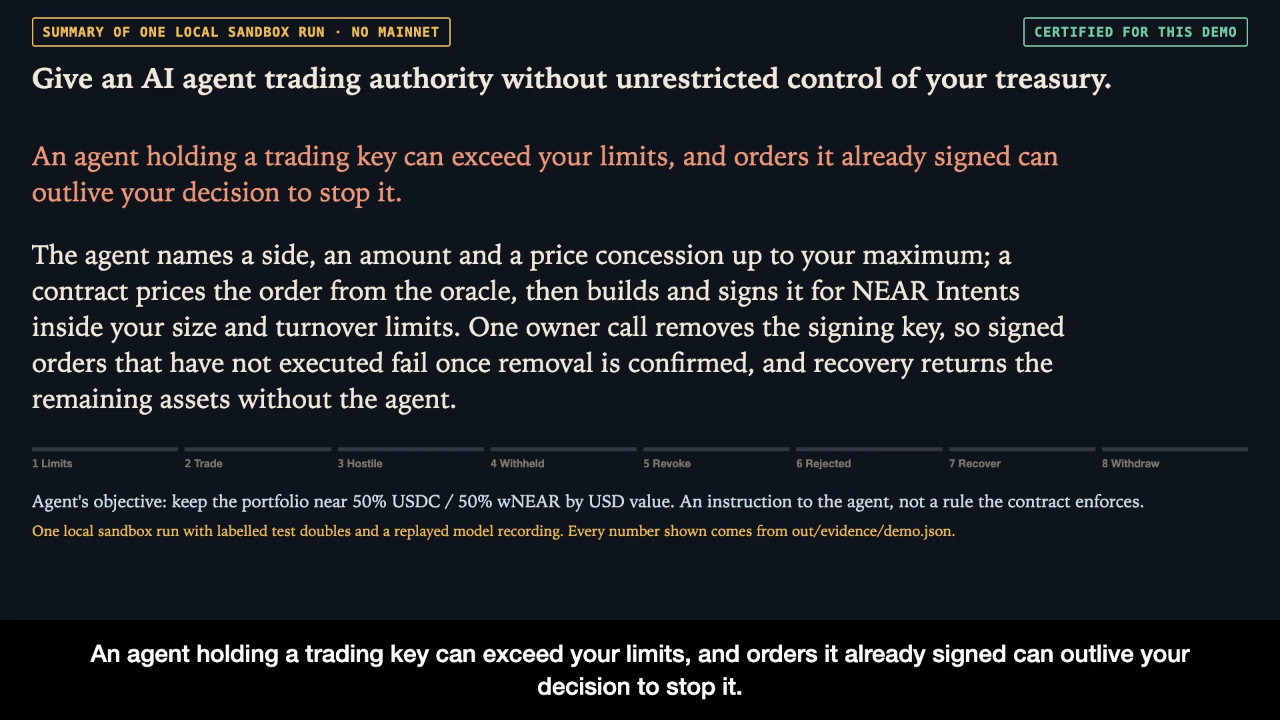 SUMMARY OF ONE LOCAL SANDBOX RUN · NO MAINNET
CERTIFIED FOR THIS DEMO
Give an AI agent trading authority without unrestricted control of your treasury.
An agent holding a trading key can exceed your limits, and orders it already signed can
outlive your decision to stop it.
The agent names a side, an amount and a price concession up to your maximum; a
contract prices the order from the oracle, then builds and signs it for NEAR Intents
inside your size and turnover limits. One owner call removes the signing key, so signed
orders that have not executed fail once removal is confirmed, and recovery returns the
remaining assets without the agent.
1 Limits
2 Trade
3 Hostile
4 Withheld
5 Revoke
6 Rejected
7 Recover
8 Withdraw
Agent's objective: keep the portfolio near 50% USDC / 50% wNEAR by USD value. An instruction to the agent, not a rule the contract enforces.
One local sandbox run with labelled test doubles and a replayed model recording. Every number shown comes from out/evidence/demo.json.
An agent holding a trading key can exceed your limits, and orders it already signed can outlive your
decision to stop it.